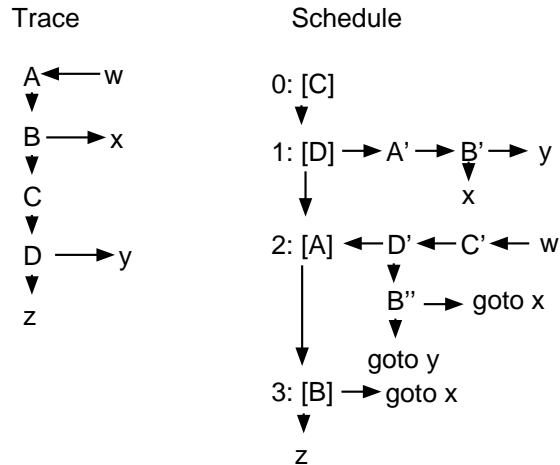 Trace Schedule
A w
0: [C]
B x
1: [D] A’ B’ y
x
C
2: [A] D’ C’ w
D y
B'' goto x
z
goto y
3: [B] goto x
z